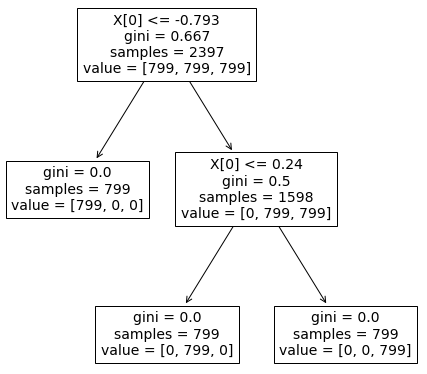 X[0] <= -0.793
gini = 0.667
samples = 2397
value = [799, 799, 799]
gini = 0.0
samples = 799
value = [799, 0, 0]
X[0] <= 0.24
gini = 0.5
samples = 1598
value = [0, 799, 799]
gini = 0.0
samples = 799
value = [0, 799, 0]
gini = 0.0
samples = 799
value = [0, 0, 799]